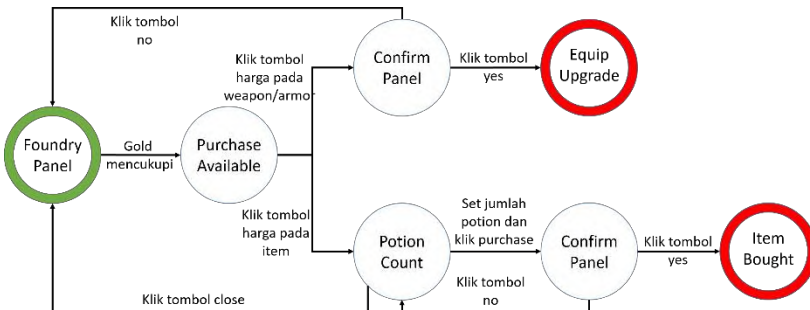 Klik tombol
no
Klik tombol
harga pada
weapon/armor
Confirm
Panel
Klik tombol
yes
Equip
Upgrade
Foundry
Panel
Gold
mencukupi
Purchase
Available
Klik tombol
harga pada
item
Potion
Count
Set jumlah
potion dan
klik purchase
Confirm
Panel
Klik tombol
yes
Item
Bought
Klik tombol close
Klik tombol
no